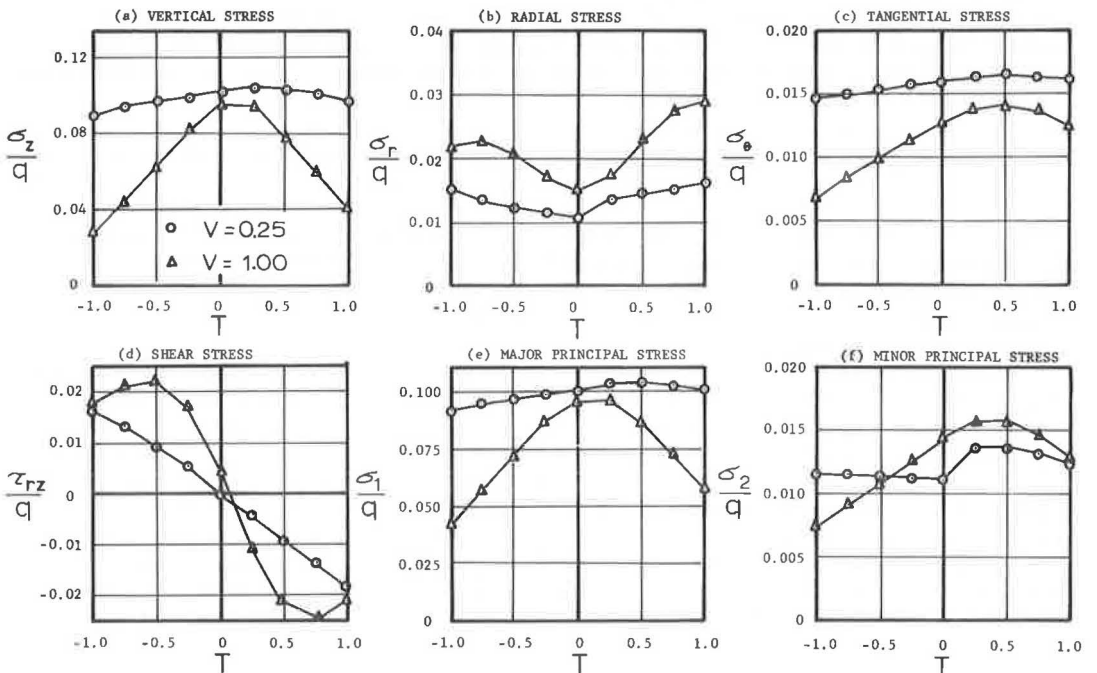 (a) VERTICAL STRESS
0.12
0.08
0.04
0
σz
q
V = 0.25
V = 1.00
-1.0 -0.5 0 0.5 1.0
T
(b) RADIAL STRESS
0.04
0.03
0.02
0.01
0
σr
q
-1.0 -0.5 0 0.5 1.0
T
(c) TANGENTIAL STRESS
0.020
0.015
0.010
0.005
0
σθ
q
-1.0 -0.5 0 0.5 1.0
T
(d) SHEAR STRESS
0.02
0.01
0
-0.01
-0.02
τrz
q
-1.0 -0.5 0 0.5 1.0
T
(e) MAJOR PRINCIPAL STRESS
0.100
0.075
0.050
0.025
0
σ1
q
-1.0 -0.5 0 0.5 1.0
T
(f) MINOR PRINCIPAL STRESS
0.020
0.015
0.010
0.005
0
σ2
q
-1.0 -0.5 0 0.5 1.0
T